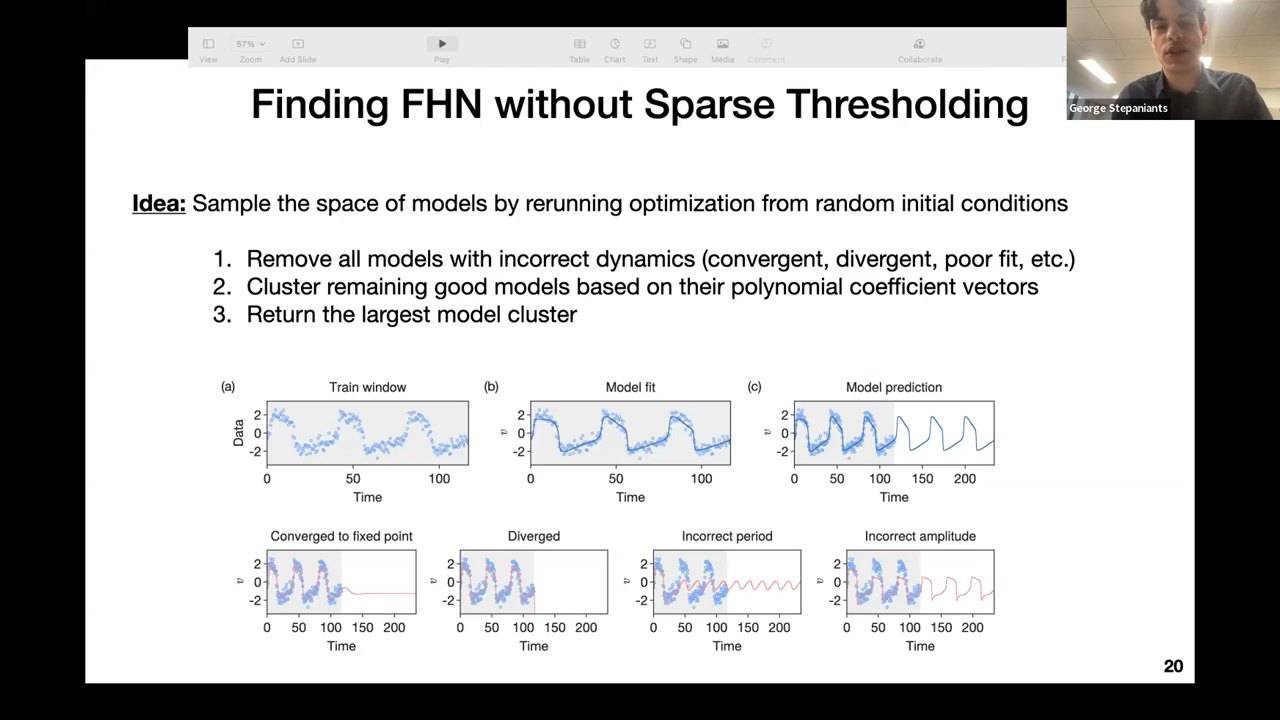 57%
View
Zoom
Add Slide
Play
Table
Chart
Text
Shape
Media
Comment
Collaborate
George Stepaniants
Finding FHN without Sparse Thresholding
Idea: Sample the space of models by rerunning optimization from random initial conditions
1. Remove all models with incorrect dynamics (convergent, divergent, poor fit, etc.)
2. Cluster remaining good models based on their polynomial coefficient vectors
3. Return the largest model cluster
(a) Train window
Data
2
0
-2
0 50 100
Time
(b) Model fit
v
2
0
-2
0 50 100
Time
(c) Model prediction
v
2
0
-2
0 50 100 150 200
Time
Converged to fixed point
v
2
0
-2
0 50 100 150 200
Time
Diverged
v
2
0
-2
0 50 100 150 200
Time
Incorrect period
v
2
0
-2
0 50 100 150 200
Time
Incorrect amplitude
v
2
0
-2
0 50 100 150 200
Time
20